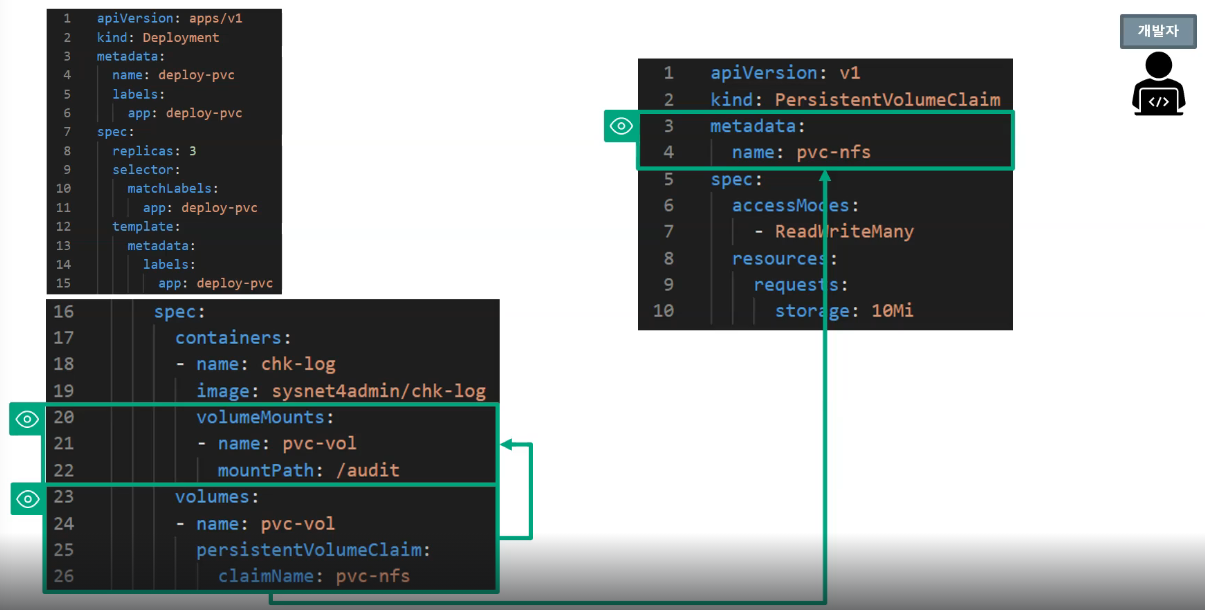 1 apiVersion: apps/v1
2 kind: Deployment
3 metadata:
4 name: deploy-pvc
5 labels:
6 app: deploy-pvc
7 spec:
8 replicas: 3
9 selector:
10 matchLabels:
11 app: deploy-pvc
12 template:
13 metadata:
14 labels:
15 app: deploy-pvc
16 spec:
17 containers:
18 - name: chk-log
19 image: sysnet4admin/chk-log
20 volumeMounts:
21 - name: pvc-vol
22 mountPath: /audit
23 volumes:
24 - name: pvc-vol
25 persistentVolumeClaim:
26 claimName: pvc-nfs
1 apiVersion: v1
2 kind: PersistentVolumeClaim
3 metadata:
4 name: pvc-nfs
5 spec:
6 accessModes:
7 - ReadWriteMany
8 resources:
9 requests:
10 storage: 10Mi
개발자
</>